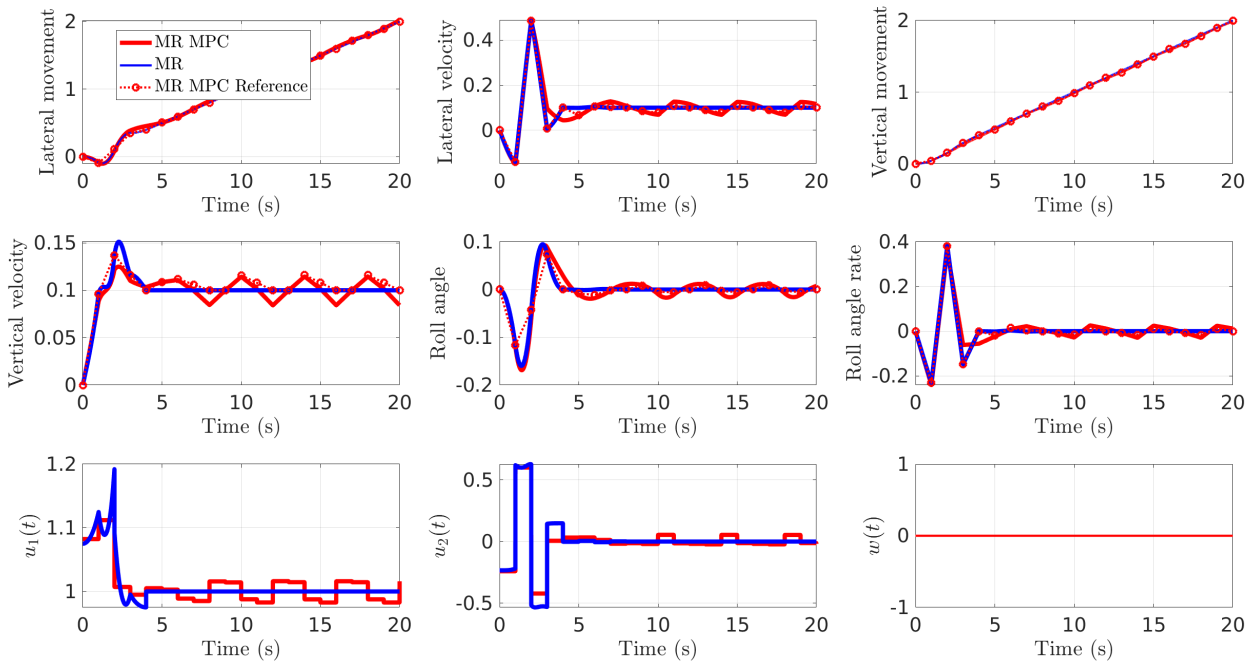 2
1
0
Lateral movement
MR MPC
MR
MR MPC Reference
0 5 10 15 20
Time (s)
0.4
0.2
0
Lateral velocity
0 5 10 15 20
Time (s)
2
1
0
Vertical movement
0 5 10 15 20
Time (s)
0.15
0.1
0.05
0
Vertical velocity
0 5 10 15 20
Time (s)
0.1
0
-0.1
-0.2
Roll angle
0 5 10 15 20
Time (s)
0.4
0.2
0
-0.2
Roll angle rate
0 5 10 15 20
Time (s)
1.2
1.1
1
u₁(t)
0 5 10 15 20
Time (s)
0.5
0
-0.5
u₂(t)
0 5 10 15 20
Time (s)
1
0
-1
w(t)
0 5 10 15 20
Time (s)